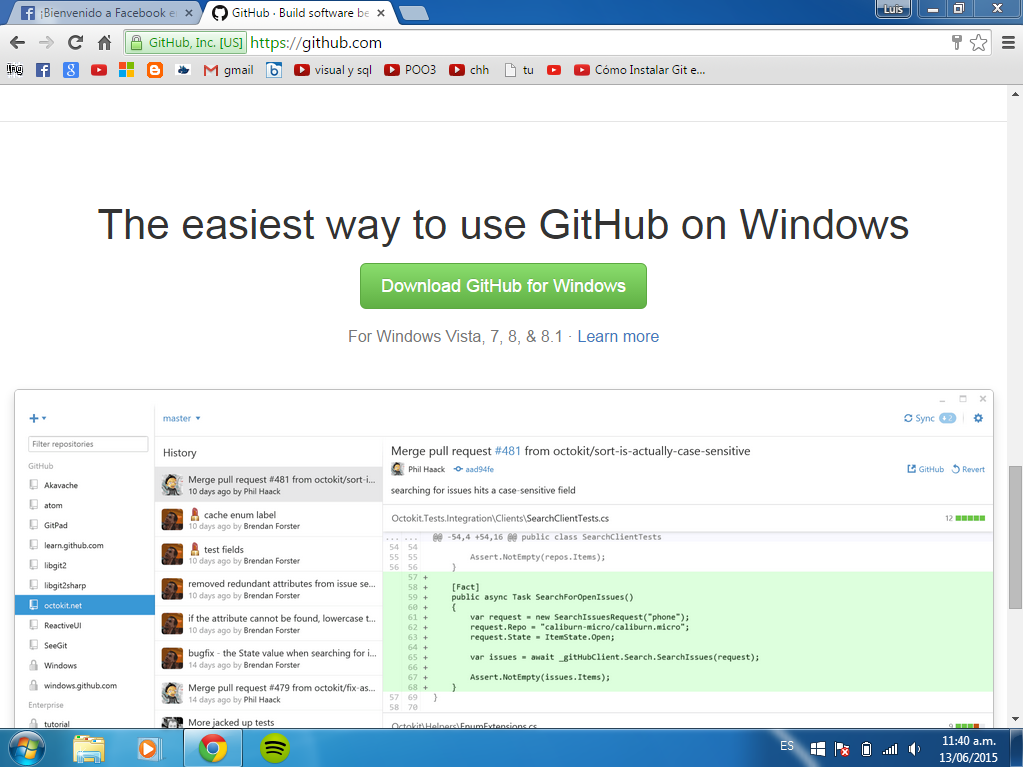 ¡Bienvenido a Facebook e
GitHub · Build software be
Luis
GitHub, Inc. [US] https://github.com
gmail
visual y sql
POO3
chh
tu
Cómo Instalar Git e...
The easiest way to use GitHub on Windows
Download GitHub for Windows
For Windows Vista, 7, 8, & 8.1 · Learn more
master
Sync +2
Filter repositories
GitHub
Akavache
atom
GitPad
learn.github.com
libgit2
libgit2sharp
octokit.net
ReactiveUI
SeeGit
Windows
windows.github.com
Enterprise
tutorial
History
Merge pull request #481 from octokit/sort-i...
10 days ago by Phil Haack
cache enum label
10 days ago by Brendan Forster
test fields
10 days ago by Brendan Forster
removed redundant attributes from issue se...
10 days ago by Brendan Forster
if the attribute cannot be found, lowercase t...
10 days ago by Brendan Forster
bugfix - the State value when searching for i...
14 days ago by Brendan Forster
Merge pull request #479 from octokit/fix-as...
14 days ago by Phil Haack
More jacked up tests
Merge pull request #481 from octokit/sort-is-actually-case-sensitive
Phil Haack aad94fe
GitHub Revert
searching for issues hits a case-sensitive field
Octokit.Tests.Integration\Clients\SearchClientTests.cs 12
... ... @@ -54,4 +54,16 @@ public class SearchClientTests
54 54
55 55 Assert.NotEmpty(repos.Items);
56 56 }
57 +
58 + [Fact]
59 + public async Task SearchForOpenIssues()
60 + {
61 + var request = new SearchIssuesRequest("phone");
62 + request.Repo = "caliburn-micro/caliburn.micro";
63 + request.State = ItemState.Open;
64 +
65 + var issues = await _gitHubClient.Search.SearchIssues(request);
66 +
67 + Assert.NotEmpty(issues.Items);
68 + }
57 69 }
58 70
Octokit\Helpers\EnumExtensions.cs 9
ES
11:40 a.m.
13/06/2015